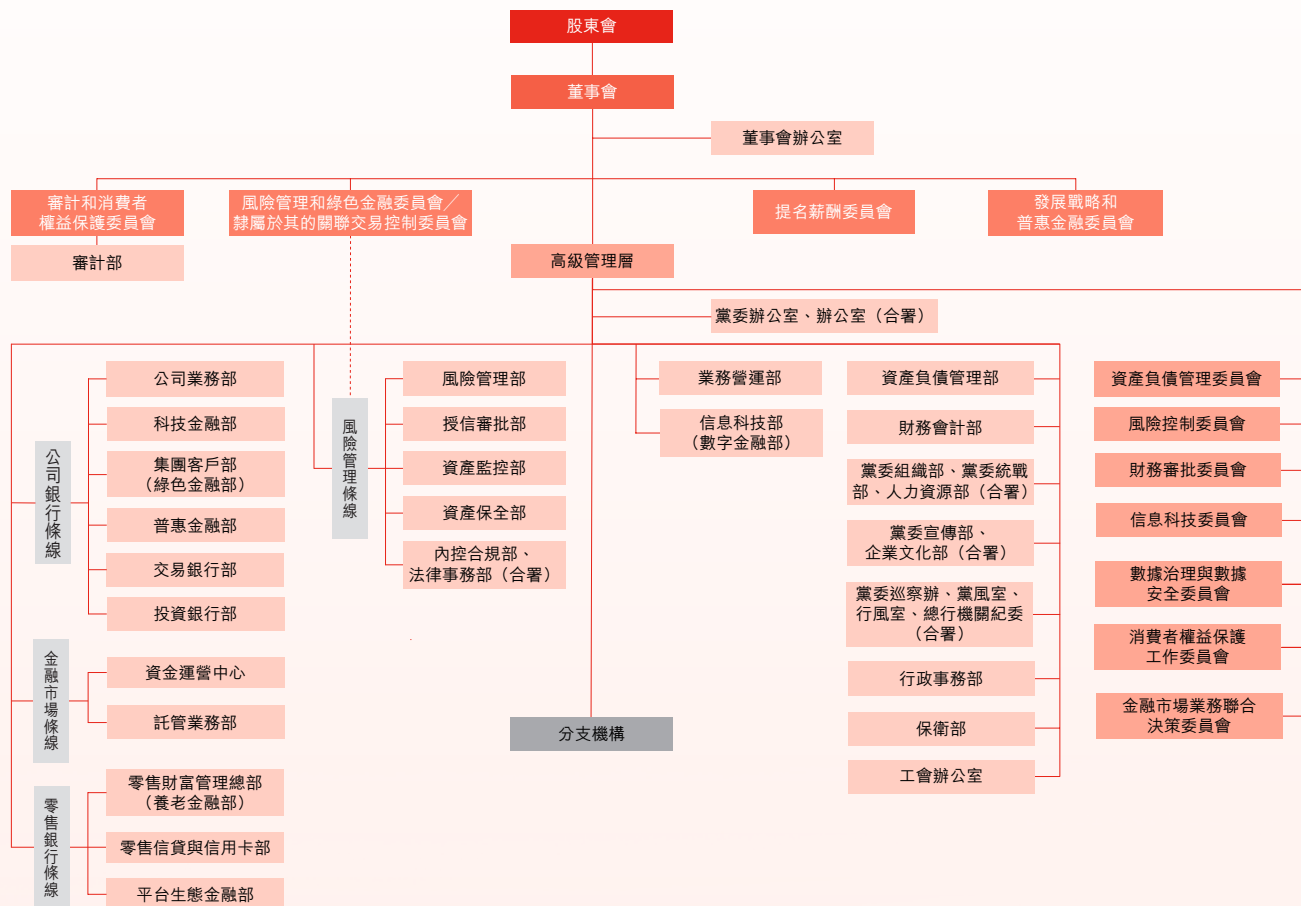 股東會
董事會
董事會辦公室
審計和消費者
權益保護委員會
風險管理和綠色金融委員會／
隸屬於其的關聯交易控制委員會
提名薪酬委員會
發展戰略和
普惠金融委員會
審計部
高級管理層
黨委辦公室、辦公室（合署）
公司銀行條線
公司業務部
科技金融部
集團客戶部
（綠色金融部）
普惠金融部
交易銀行部
投資銀行部
金融市場條線
資金運營中心
託管業務部
零售銀行條線
零售財富管理總部
（養老金融部）
零售信貸與信用卡部
平台生態金融部
風險管理條線
風險管理部
授信審批部
資產監控部
資產保全部
內控合規部、
法律事務部（合署）
分支機構
業務營運部
信息科技部
（數字金融部）
資產負債管理部
財務會計部
黨委組織部、黨委統戰
部、人力資源部（合署）
黨委宣傳部、
企業文化部（合署）
黨委巡察辦、黨風室、
行風室、總行機關紀委
（合署）
行政事務部
保衛部
工會辦公室
資產負債管理委員會
風險控制委員會
財務審批委員會
信息科技委員會
數據治理與數據
安全委員會
消費者權益保護
工作委員會
金融市場業務聯合
決策委員會